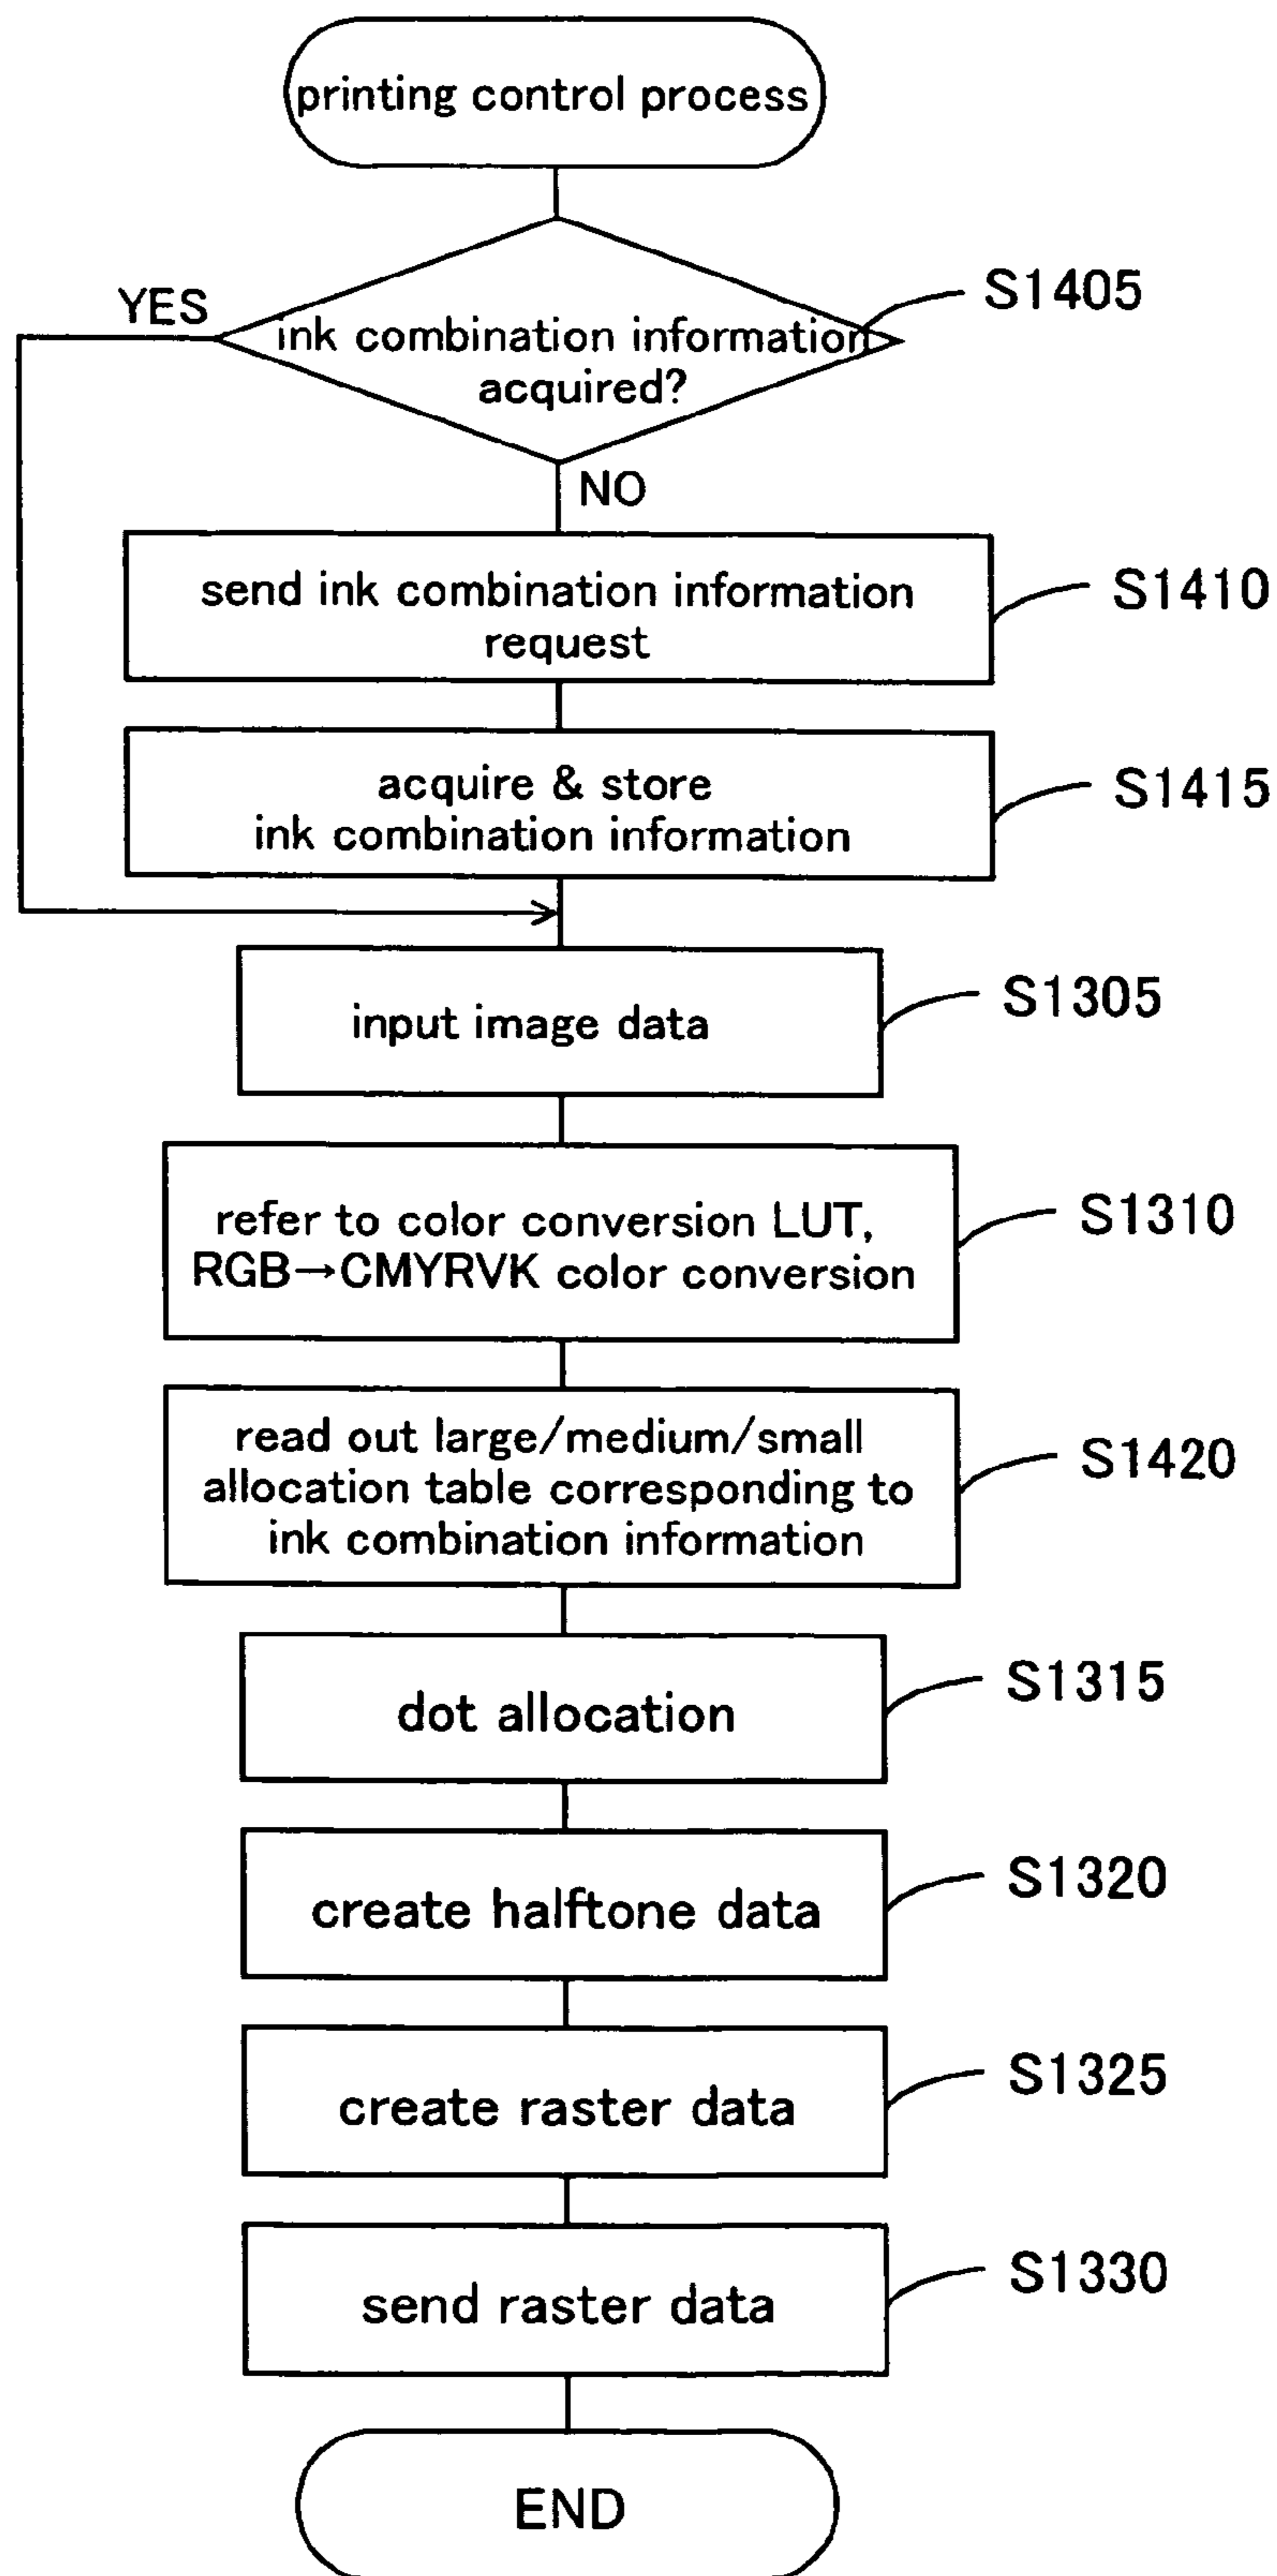 printing control process
YES
S1405
ink combination information
acquired?
NO
send ink combination information
request
S1410
acquire & store
ink combination information
S1415
input image data
S1305
refer to color conversion LUT,
RGB→CMYRVK color conversion
S1310
read out large/medium/small
allocation table corresponding to
ink combination information
S1420
dot allocation
S1315
create halftone data
S1320
create raster data
S1325
send raster data
S1330
END